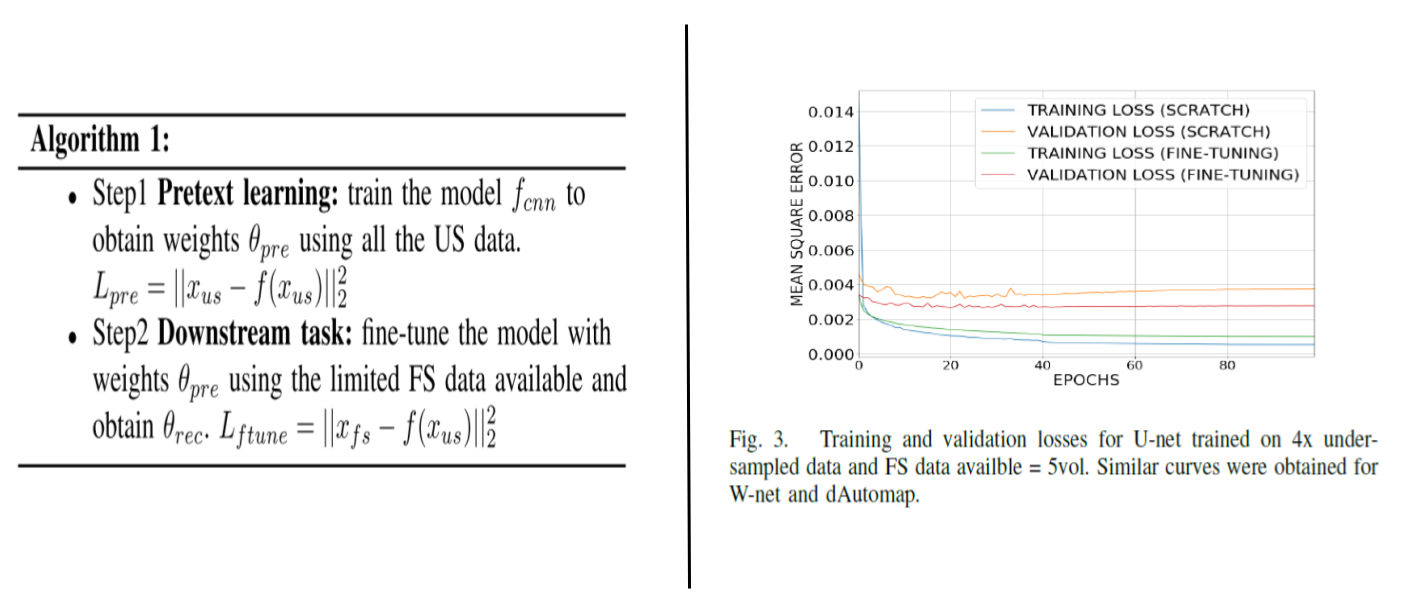 Algorithm 1:
• Step1 Pretext learning: train the model f_{cnn} to
obtain weights θ_{pre} using all the US data.
L_{pre} = ||x_{us} − f(x_{us})||_2^2
• Step2 Downstream task: fine-tune the model with
weights θ_{pre} using the limited FS data available and
obtain θ_{rec}. L_{ftune} = ||x_{fs} − f(x_{us})||_2^2
MEAN SQUARE ERROR
0.014
0.012
0.010
0.008
0.006
0.004
0.002
0.000
TRAINING LOSS (SCRATCH)
VALIDATION LOSS (SCRATCH)
TRAINING LOSS (FINE-TUNING)
VALIDATION LOSS (FINE-TUNING)
0 20 40 60 80
EPOCHS
Fig. 3. Training and validation losses for U-net trained on 4x under-
sampled data and FS data availble = 5vol. Similar curves were obtained for
W-net and dAutomap.